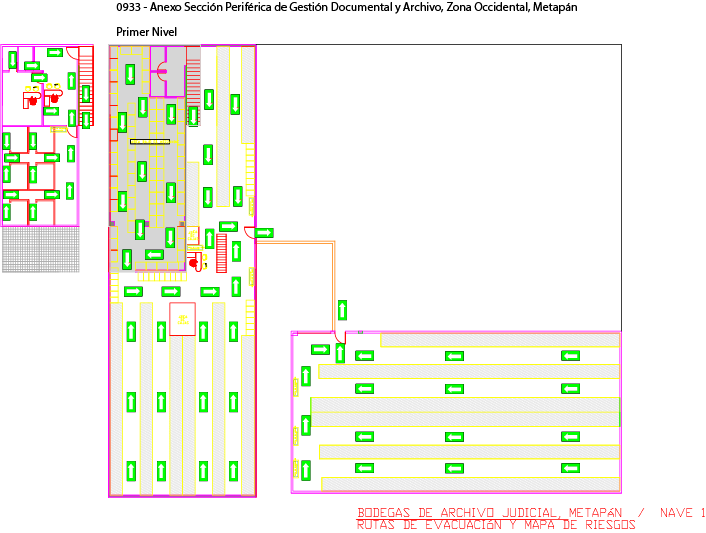 0933 - Anexo Sección Periférica de Gestión Documental y Archivo, Zona Occidental, Metapán
Primer Nivel
BODEGAS DE ARCHIVO JUDICIAL, METAPáN / NAVE 1
RUTAS DE EVACUACIóN Y MAPA DE RIESGOS